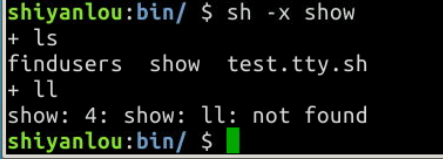 shiyanlou:bin/ $ sh -x show
+ ls
findusers  show  test.tty.sh
+ ll
show: 4: show: ll: not found
shiyanlou:bin/ $